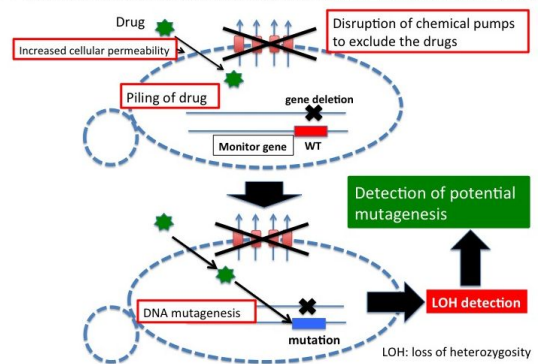 Drug
Disruption of chemical pumps
to exclude the drugs
Increased cellular permeability
Piling of drug
gene deletion
Monitor gene
WT
Detection of potential
mutagenesis
DNA mutagenesis
LOH detection
mutation
LOH: loss of heterozygosity